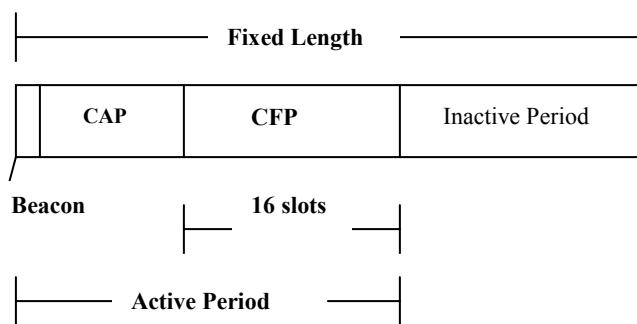 Fixed Length
CAP CFP Inactive Period
Beacon 16 slots
Active Period